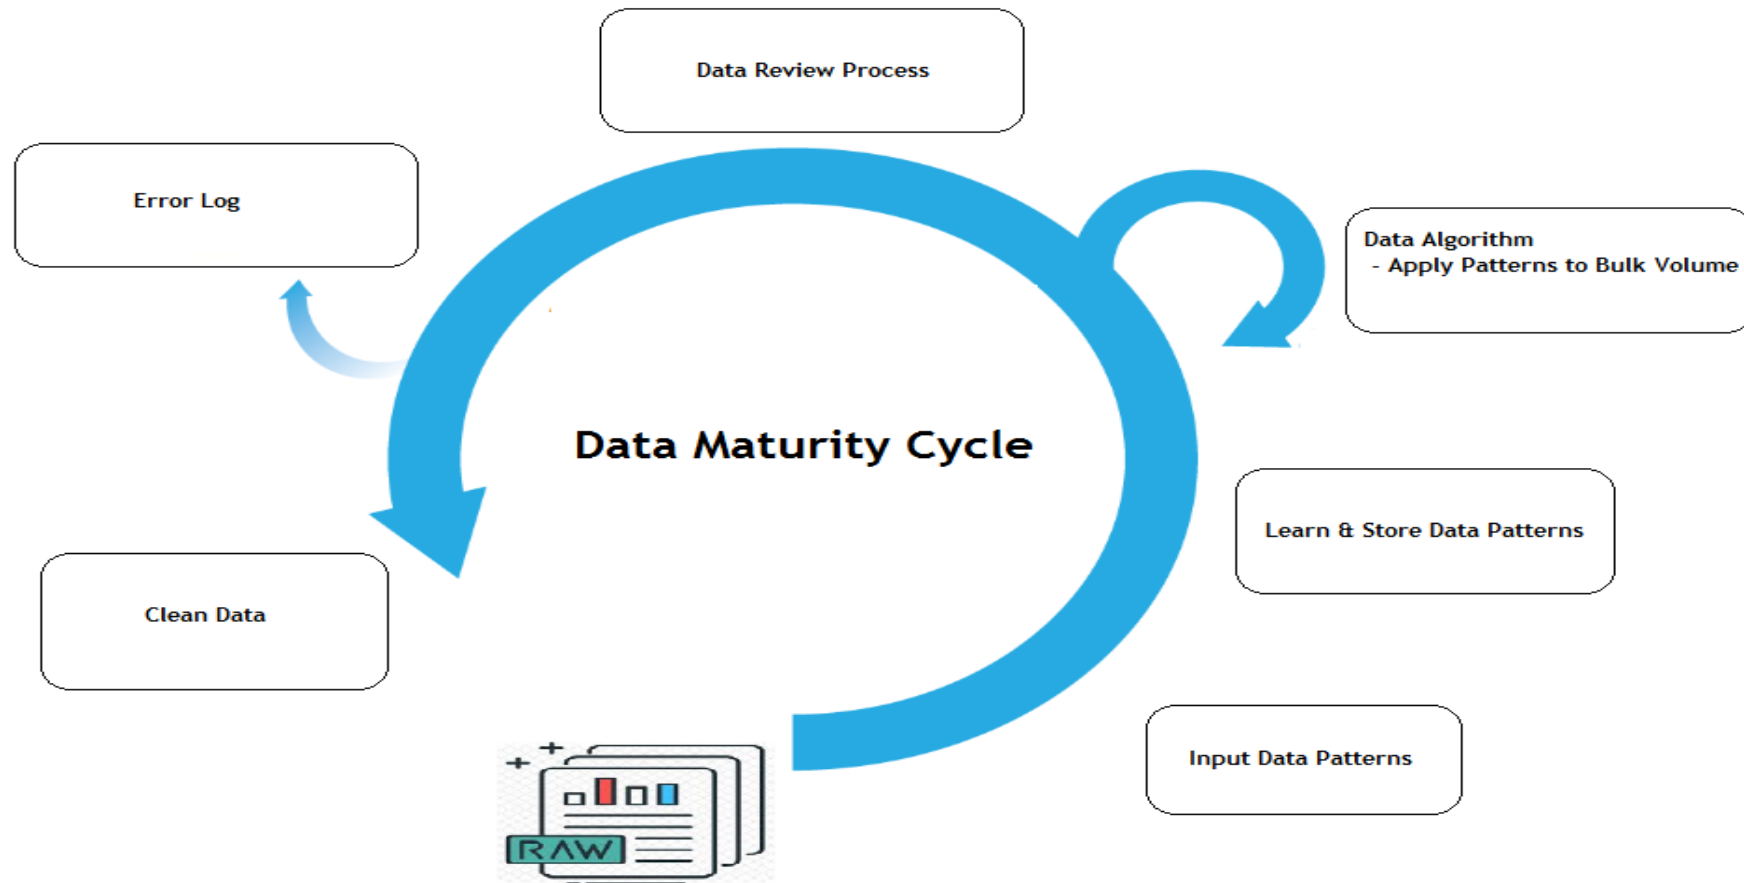 Data Review Process
Error Log
Data Algorithm
- Apply Patterns to Bulk Volume
Data Maturity Cycle
Learn & Store Data Patterns
Clean Data
Input Data Patterns
RAW